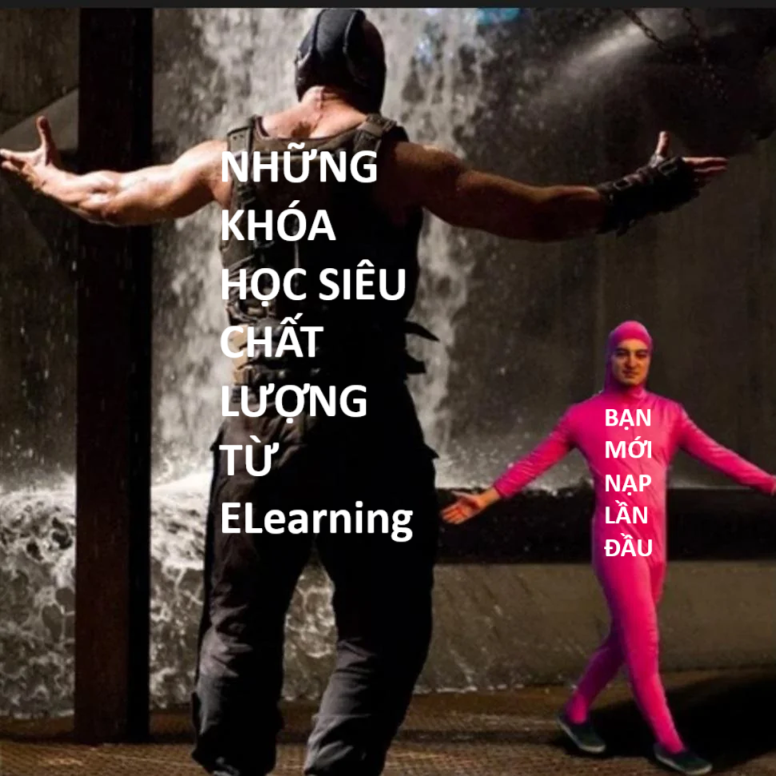 NHỮNG
KHÓA
HỌC SIÊU
CHẤT
LƯỢNG
TỪ
ELearning
BẠN
MỚI
NẠP
LẦN
ĐẦU